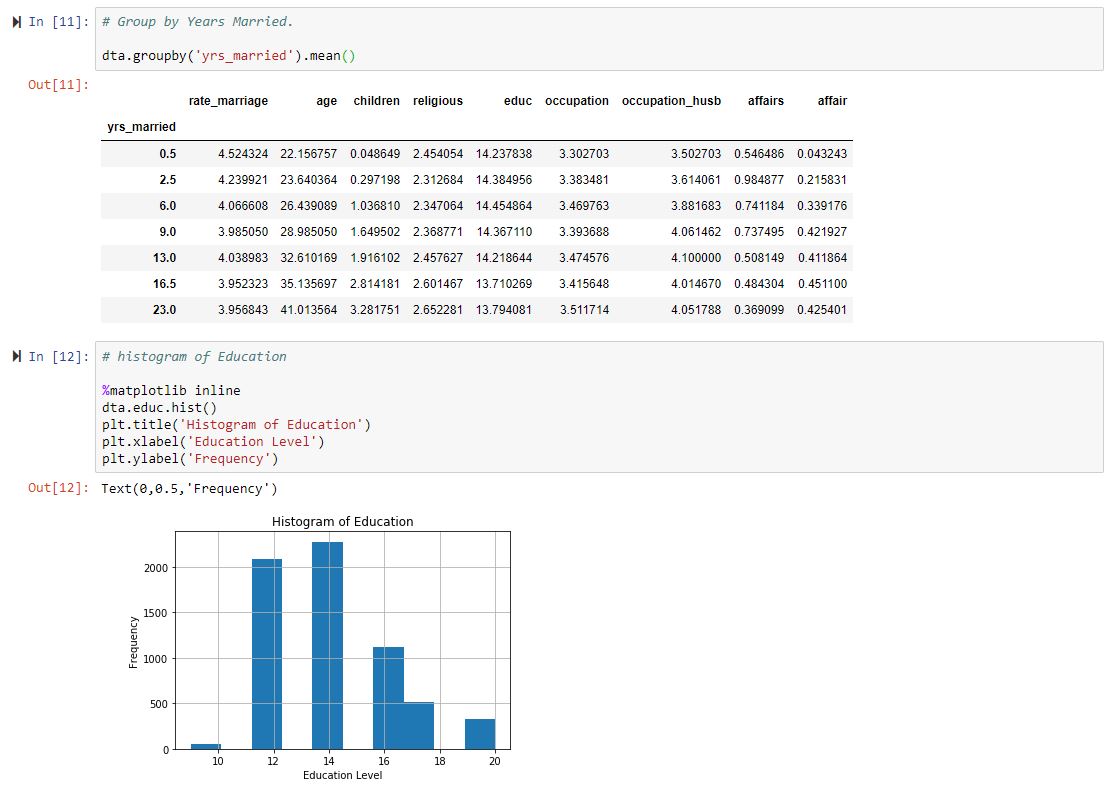 In [11]: # Group by Years Married.
dta.groupby('yrs_married').mean()
Out[11]:
rate_marriage age children religious educ occupation occupation_husb affairs affair
yrs_married
0.5 4.524324 22.156757 0.048649 2.454054 14.237838 3.302703 3.502703 0.546486 0.043243
2.5 4.239921 23.640364 0.297198 2.312684 14.384956 3.383481 3.614061 0.984877 0.215831
6.0 4.066608 26.439089 1.036810 2.347064 14.454864 3.469763 3.881683 0.741184 0.339176
9.0 3.985050 28.985050 1.649502 2.368771 14.367110 3.393688 4.061462 0.737495 0.421927
13.0 4.038983 32.610169 1.916102 2.457627 14.218644 3.474576 4.100000 0.508149 0.411864
16.5 3.952323 35.135697 2.814181 2.601467 13.710269 3.415648 4.014670 0.484304 0.451100
23.0 3.956843 41.013564 3.281751 2.652281 13.794081 3.511714 4.051788 0.369099 0.425401
In [12]: # histogram of Education
%matplotlib inline
dta.educ.hist()
plt.title('Histogram of Education')
plt.xlabel('Education Level')
plt.ylabel('Frequency')
Out[12]: Text(0,0.5,'Frequency')
Histogram of Education
Frequency
2000
1500
1000
500
0
10 12 14 16 18 20
Education Level